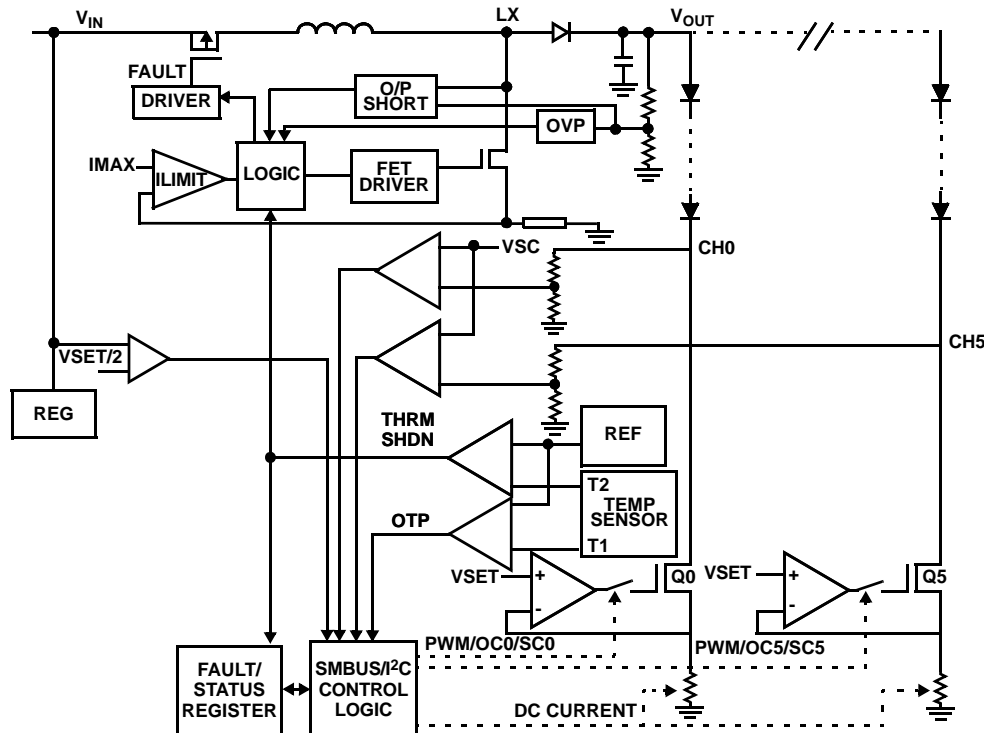 VIN
LX
VOUT
FAULT
DRIVER
O/P
SHORT
OVP
IMAX
ILIMIT
LOGIC
FET
DRIVER
VSC
CH0
VSET/2
CH5
REG
THRM
SHDN
REF
T2
TEMP
SENSOR
T1
OTP
VSET
+
-
Q0
VSET
+
-
Q5
PWM/OC0/SC0
PWM/OC5/SC5
FAULT/
STATUS
REGISTER
SMBUS/I²C
CONTROL
LOGIC
DC CURRENT